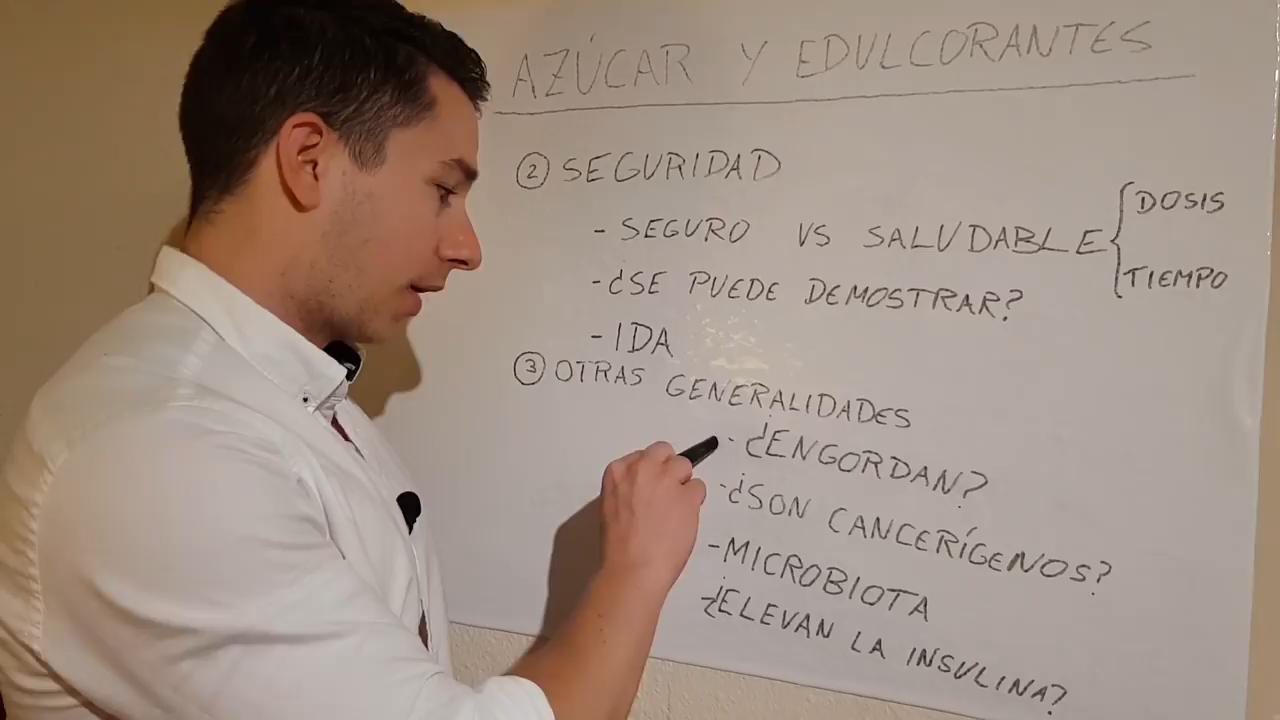 AZÚCAR Y EDULCORANTES
② SEGURIDAD
- SEGURO VS SALUDABLE { DOSIS
TIEMPO
- ¿SE PUEDE DEMOSTRAR?
- IDA
③ OTRAS GENERALIDADES
- ¿ENGORDAN?
- ¿SON CANCERÍGENOS?
- MICROBIOTA
- ¿ELEVAN LA INSULINA?